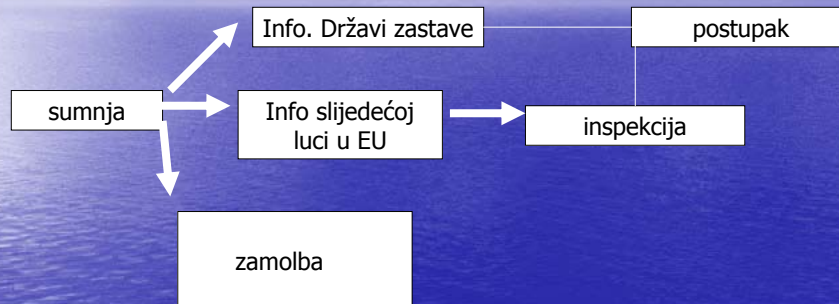 Info. Državi zastave
postupak
sumnja
Info slijedećoj
luci u EU
inspekcija
zamolba